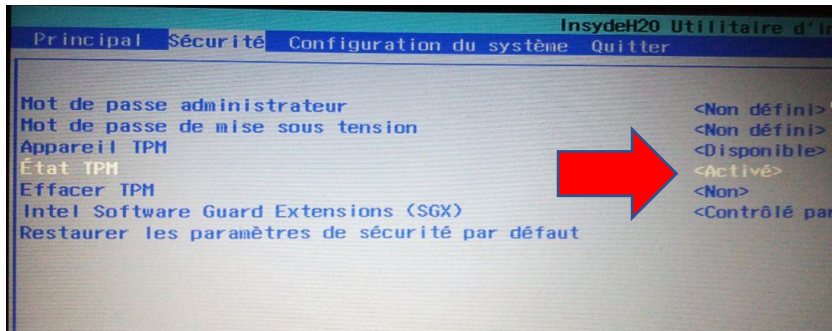 InsydeH20 Utilitaire
Principal Sécurité Configuration du système Quitter
Mot de passe administrateur <Non défini>
Mot de passe de mise sous tension <Non défini>
Appareil TPM <Disponible>
État TPM <Activé>
Effacer TPM <Non>
Intel Software Guard Extensions (SGX) <Contrôlé
Restaurer les paramètres de sécurité par défaut